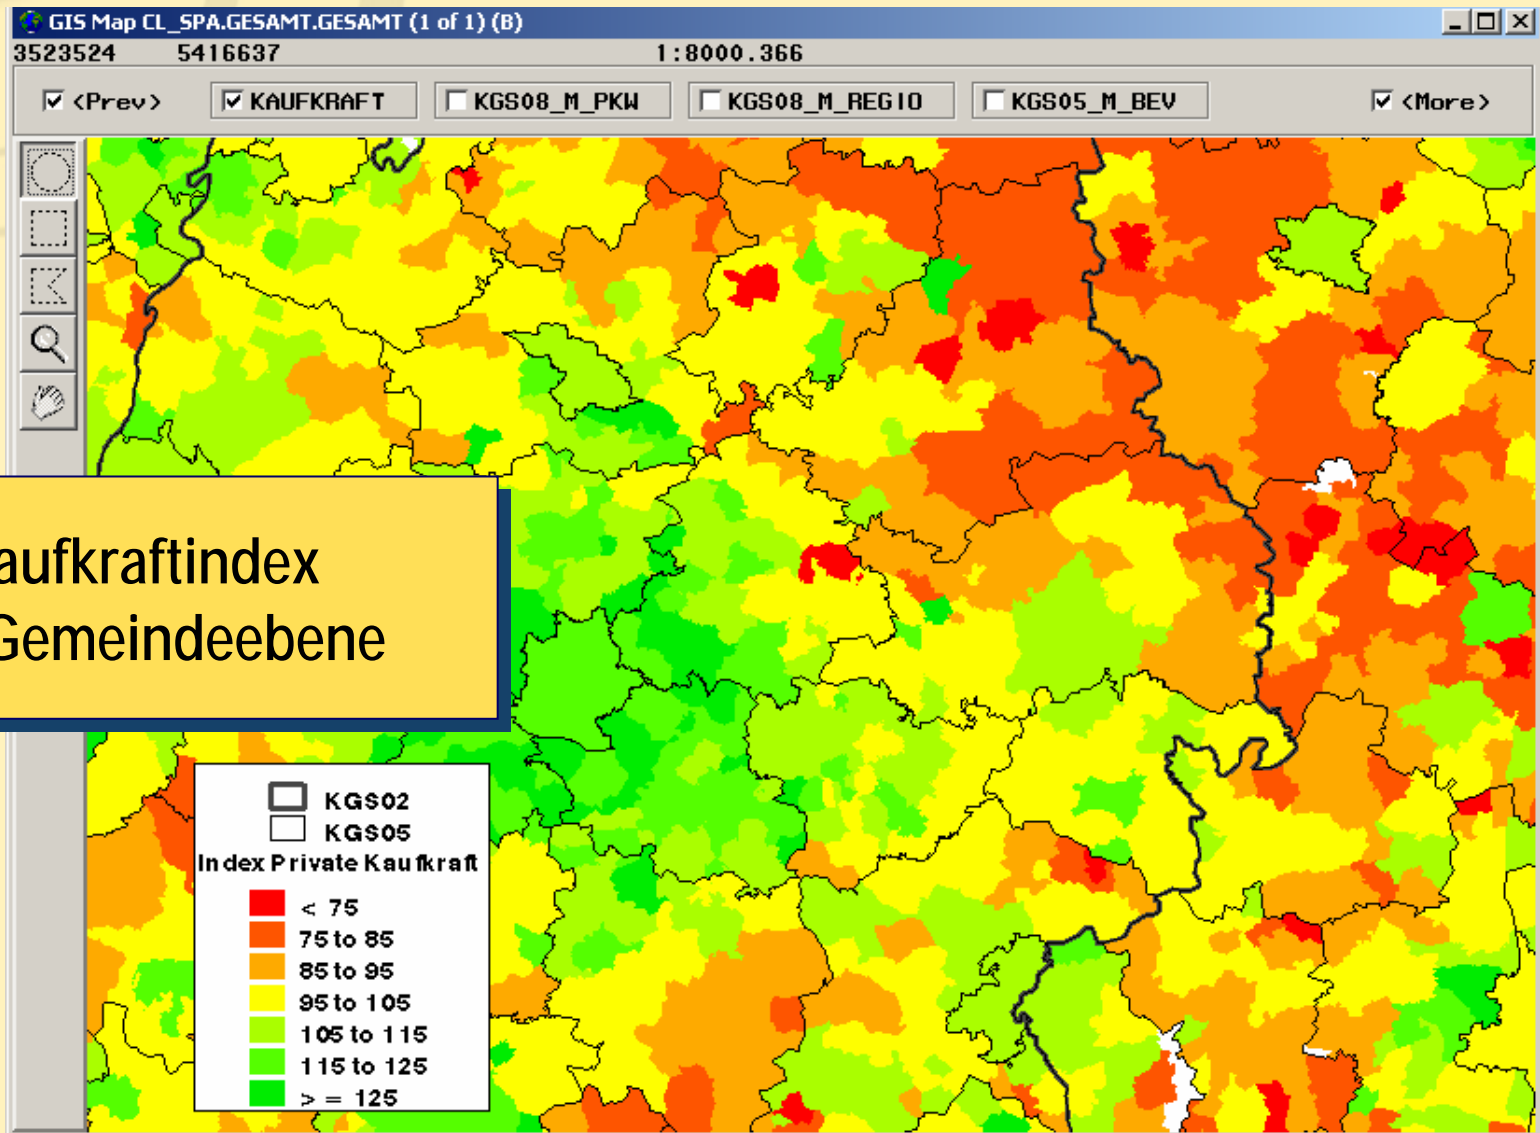 GIS Map CL_SPA.GESAMT.GESAMT (1 of 1) (B)
3523524 5416637 1:8000.366
<Prev> KAUFKRAFT KGS08_M_PKW KGS08_M_REGIO KGS05_M_BEV <More>
aufkraftindex
Gemeindeebene
KGS02
KGS05
Index Private Kaufkraft
< 75
75 to 85
85 to 95
95 to 105
105 to 115
115 to 125
> = 125